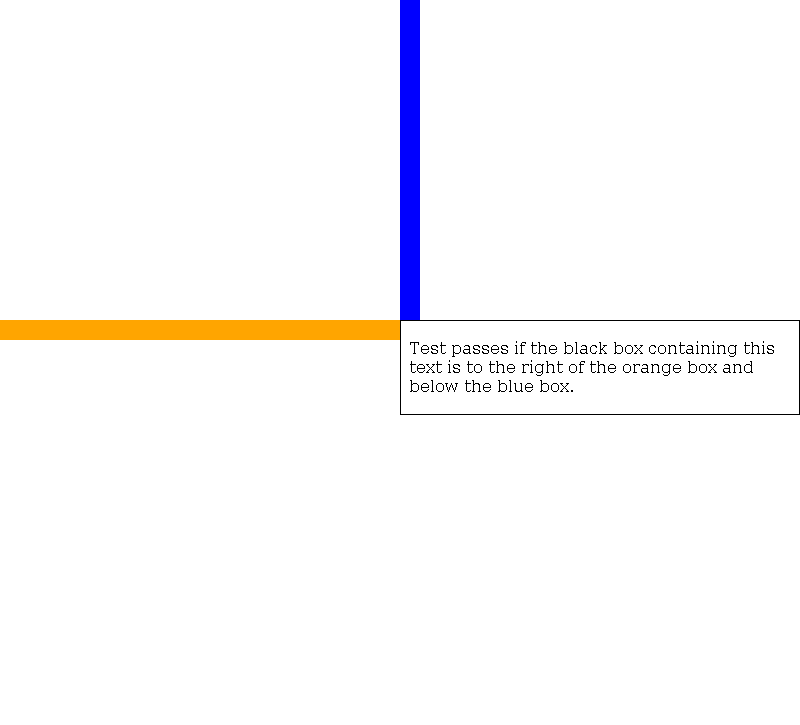 Test passes if the black box containing this
text is to the right of the orange box and
below the blue box.